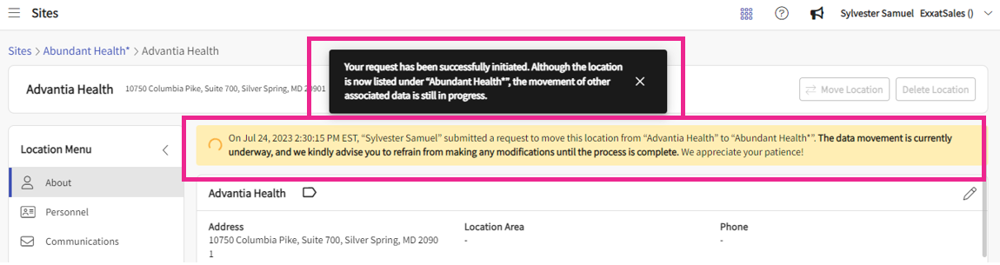 Sites
Sylvester Samuel ExxatSales ()
Sites > Abundant Health* > Advantia Health
Your request has been successfully initiated. Although the location
is now listed under “Abundant Health*”, the movement of other
associated data is still in progress.
Advantia Health 10750 Columbia Pike, Suite 700, Silver Spring, MD 20901
Move Location Delete Location
On Jul 24, 2023 2:30:15 PM EST, “Sylvester Samuel” submitted a request to move this location from “Advantia Health” to “Abundant Health*”. The data movement is currently
underway, and we kindly advise you to refrain from making any modifications until the process is complete. We appreciate your patience!
Location Menu
About
Personnel
Communications
Advantia Health
Address
10750 Columbia Pike, Suite 700, Silver Spring, MD 2090
1
Location Area
-
Phone
-